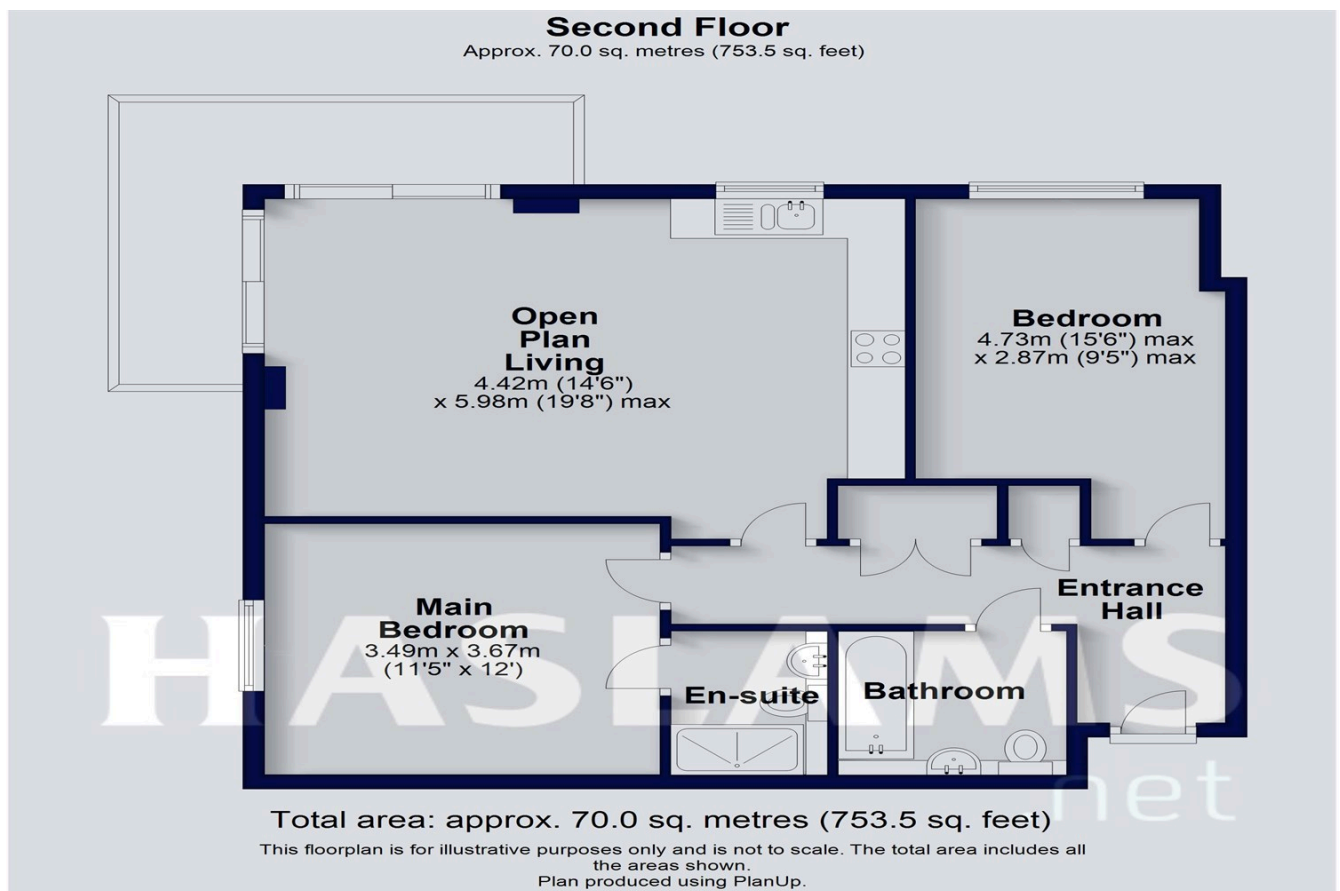 Second Floor
Approx. 70.0 sq. metres (753.5 sq. feet)
Open
Plan
Living
4.42m (14'6")
x 5.98m (19'8") max
Bedroom
4.73m (15'6") max
x 2.87m (9'5") max
Main
Bedroom
3.49m x 3.67m
(11'5" x 12')
En-suite
Bathroom
Entrance
Hall
HASLAMS
net
Total area: approx. 70.0 sq. metres (753.5 sq. feet)
This floorplan is for illustrative purposes only and is not to scale. The total area includes all
the areas shown.
Plan produced using PlanUp.